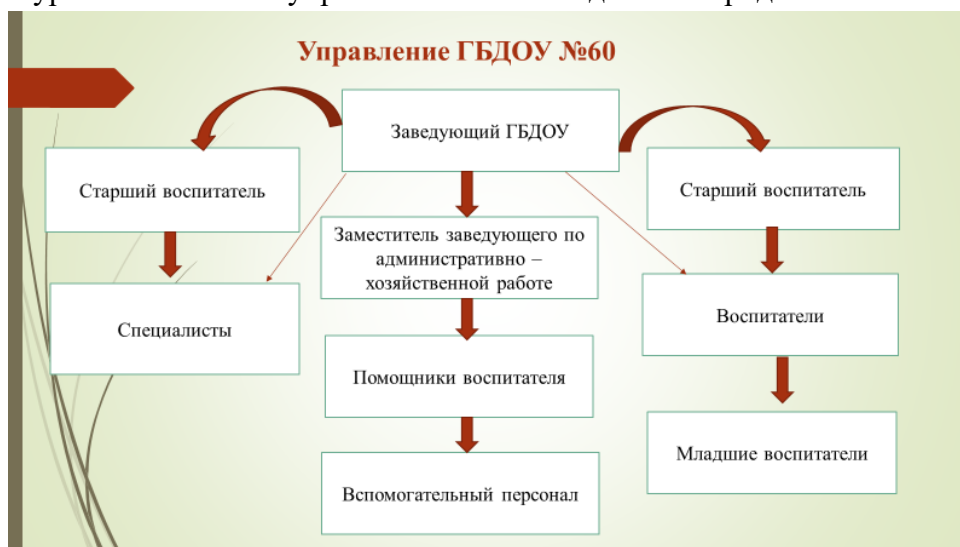 Управление ГБДОУ №60
Заведующий ГБДОУ
Старший воспитатель
Старший воспитатель
Заместитель заведующего по
административно –
хозяйственной работе
Специалисты
Воспитатели
Помощники воспитателя
Младшие воспитатели
Вспомогательный персонал